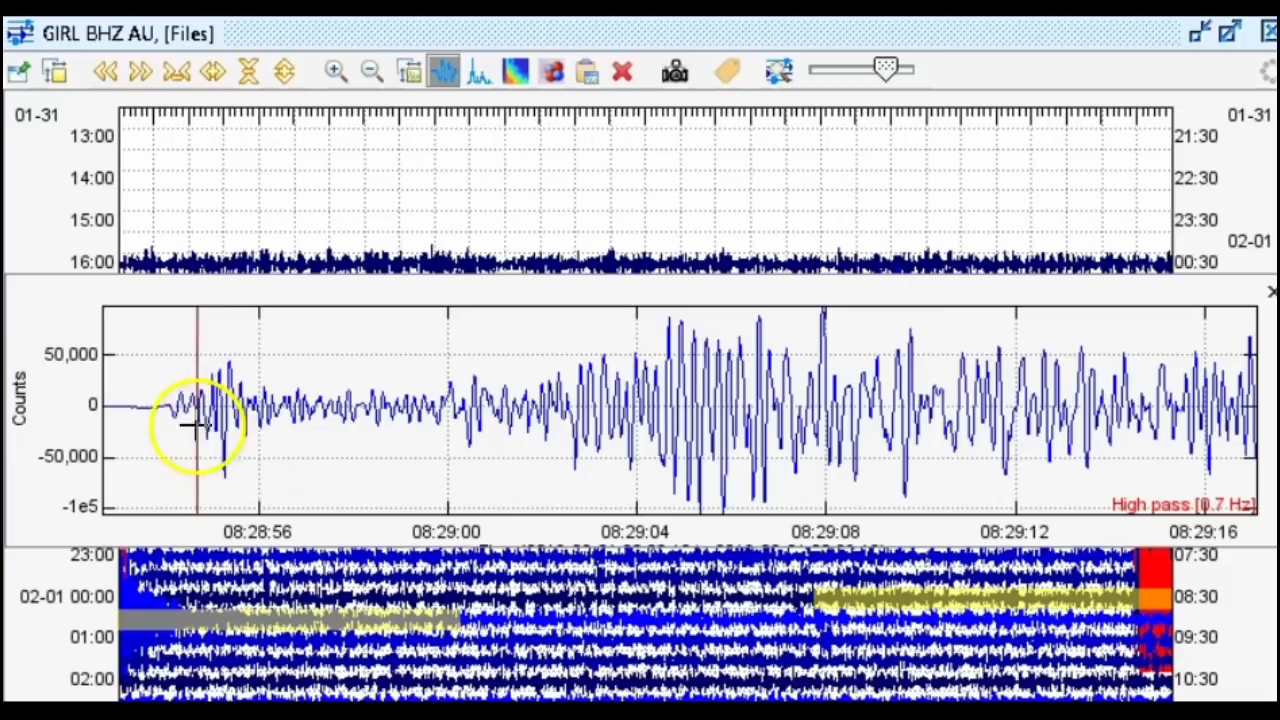 GIRL BHZ AU, [Files]
01-31 01-31
13:00 21:30
14:00 22:30
15:00 23:30
02-01
16:00 00:30
50,000
0
-50,000
-1e5
Counts
High pass [0.7 Hz]
08:28:56 08:29:00 08:29:04 08:29:08 08:29:12 08:29:16
23:00 07:30
02-01 00:00 08:30
01:00 09:30
02:00 10:30